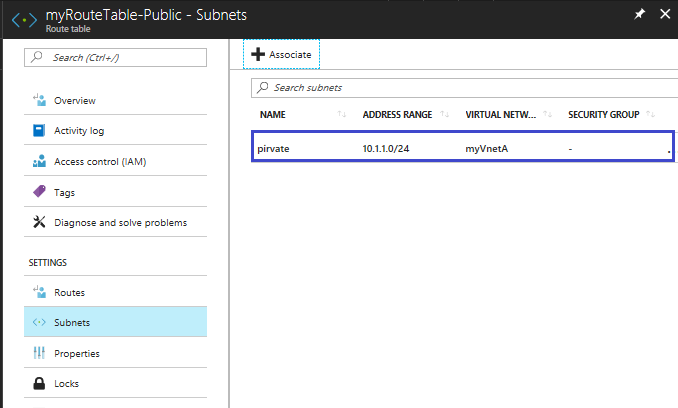 myRouteTable-Public - Subnets
Route table
Search (Ctrl+/)
Overview
Activity log
Access control (IAM)
Tags
Diagnose and solve problems
SETTINGS
Routes
Subnets
Properties
Locks
Associate
Search subnets
NAME ADDRESS RANGE VIRTUAL NETW... SECURITY GROUP
pirvate 10.1.1.0/24 myVnetA - .